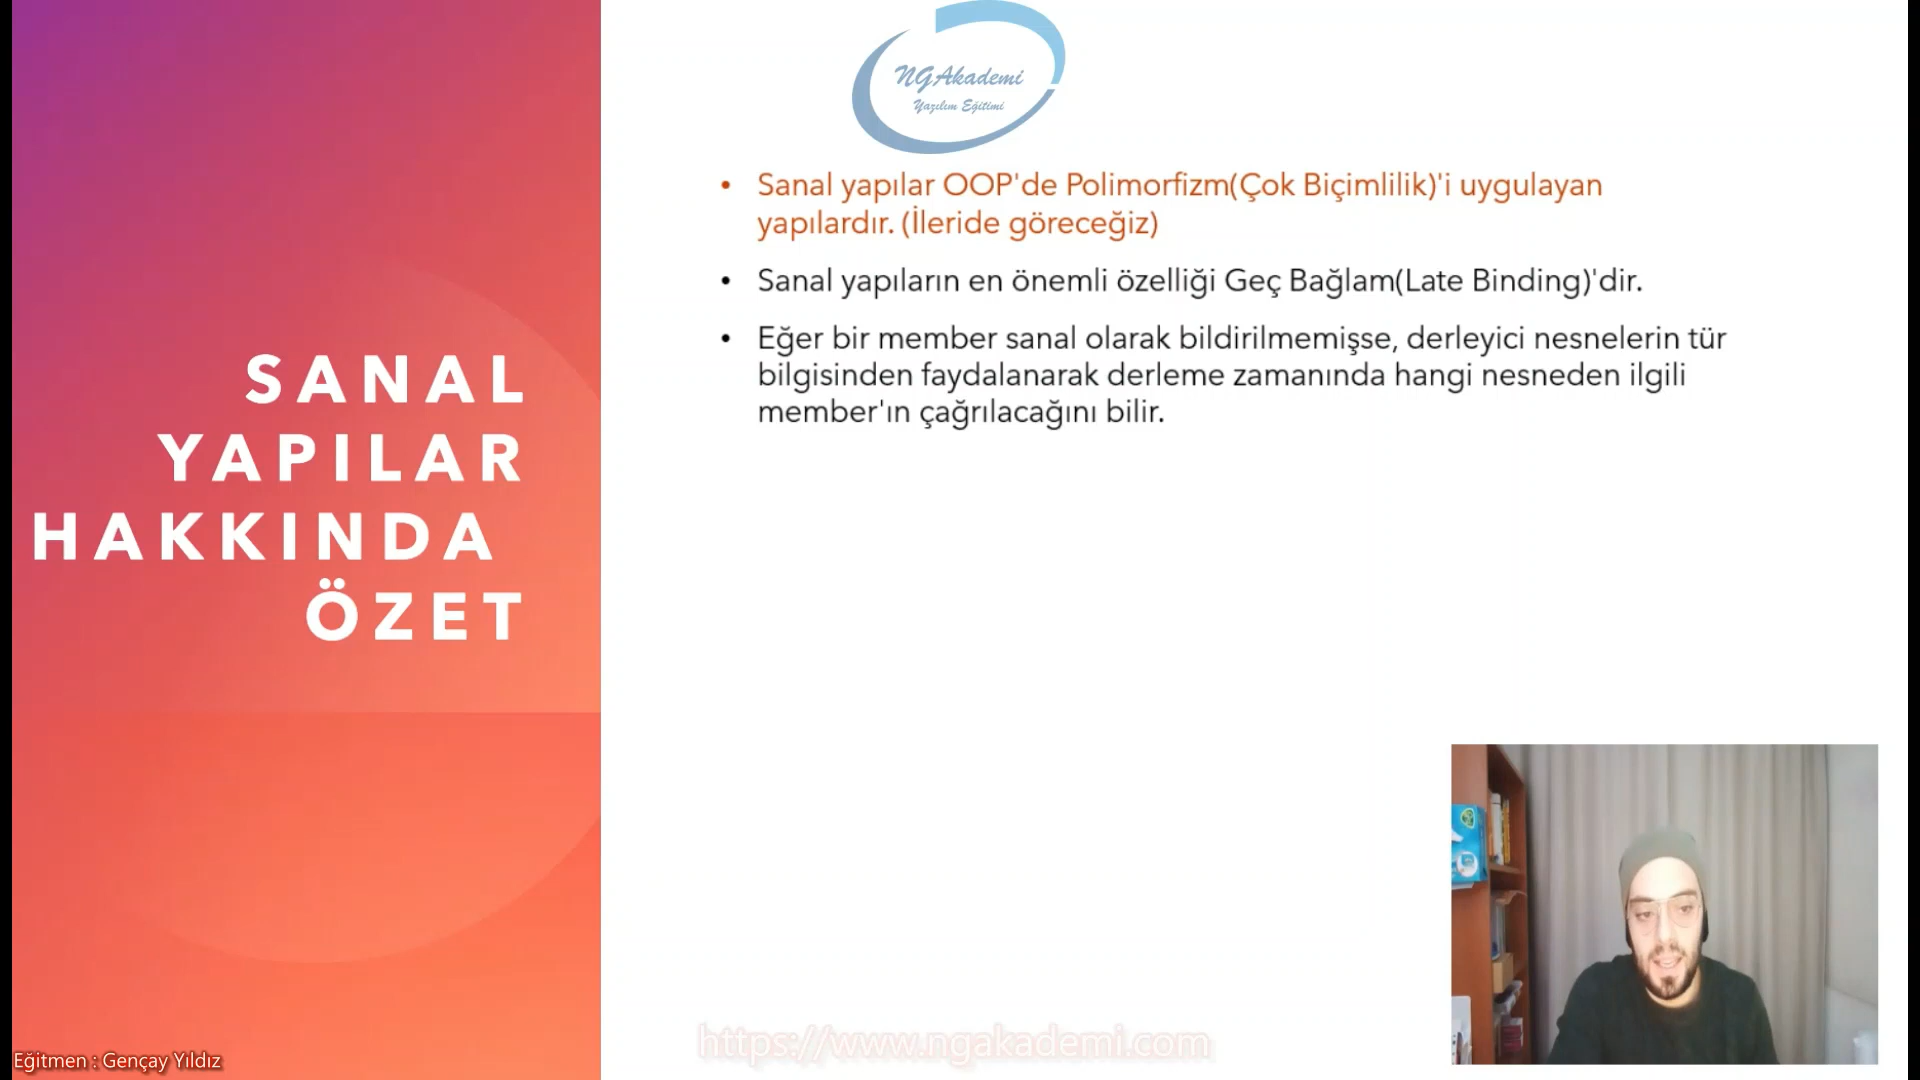 NGAkademi
Yazılım Eğitimi
SANAL
YAPILAR
HAKKINDA
ÖZET
• Sanal yapılar OOP'de Polimorfizm(Çok Biçimlilik)'i uygulayan
yapılardır. (İleride göreceğiz)
• Sanal yapıların en önemli özelliği Geç Bağlam(Late Binding)'dir.
• Eğer bir member sanal olarak bildirilmemişse, derleyici nesnelerin tür
bilgisinden faydalanarak derleme zamanında hangi nesneden ilgili
member'ın çağrılacağını bilir.
https://www.ngakademi.com
Eğitmen : Gençay Yıldız